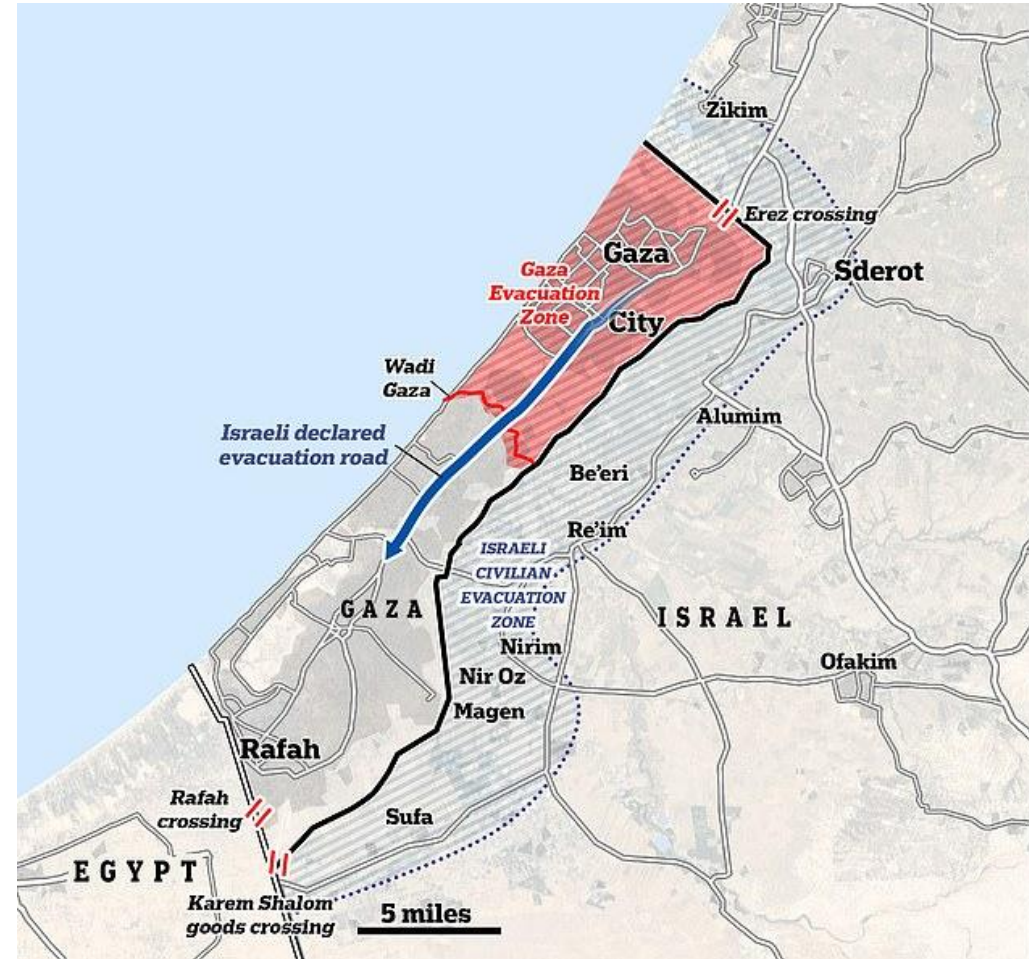 Zikim
Erez crossing
Gaza
City
Sderot
Gaza
Evacuation
Zone
Wadi
Gaza
Israeli declared
evacuation road
Alumim
Be'eri
Re'im
ISRAELI
CIVILIAN
EVACUATION
ZONE
GAZA
ISRAEL
Nirim
Ofakim
Nir Oz
Magen
Rafah
Rafah
crossing
Sufa
EGYPT
Karem Shalom
goods crossing
5 miles